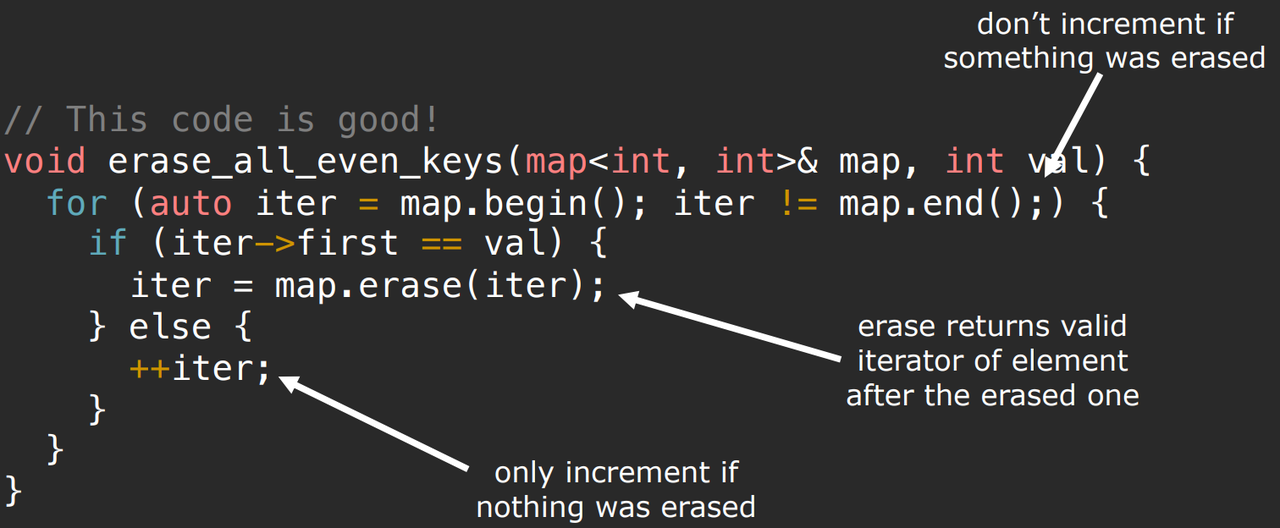 don’t increment if
something was erased
// This code is good!
void erase_all_even_keys(map<int, int>& map, int val) {
  for (auto iter = map.begin(); iter != map.end();) {
    if (iter->first == val) {
      iter = map.erase(iter);
    } else {
      ++iter;
    }
  }
}
erase returns valid
iterator of element
after the erased one
only increment if
nothing was erased